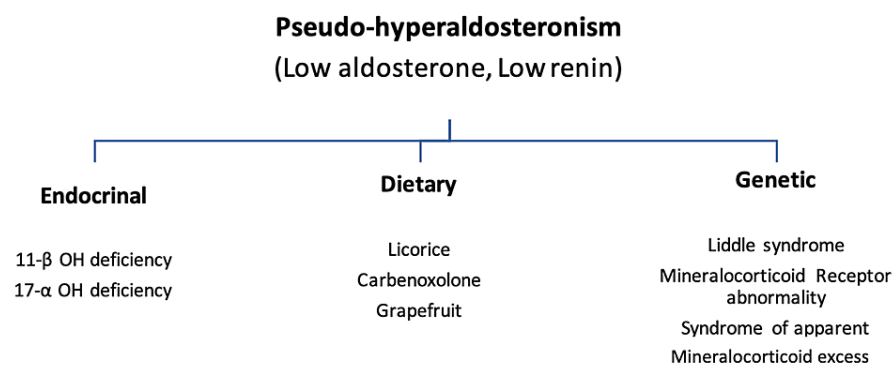 Pseudo-hyperaldosteronism
(Low aldosterone, Low renin)
Endocrinal
11-β OH deficiency
17-α OH deficiency
Dietary
Licorice
Carbenoxolone
Grapefruit
Genetic
Liddle syndrome
Mineralocorticoid Receptor
abnormality
Syndrome of apparent
Mineralocorticoid excess